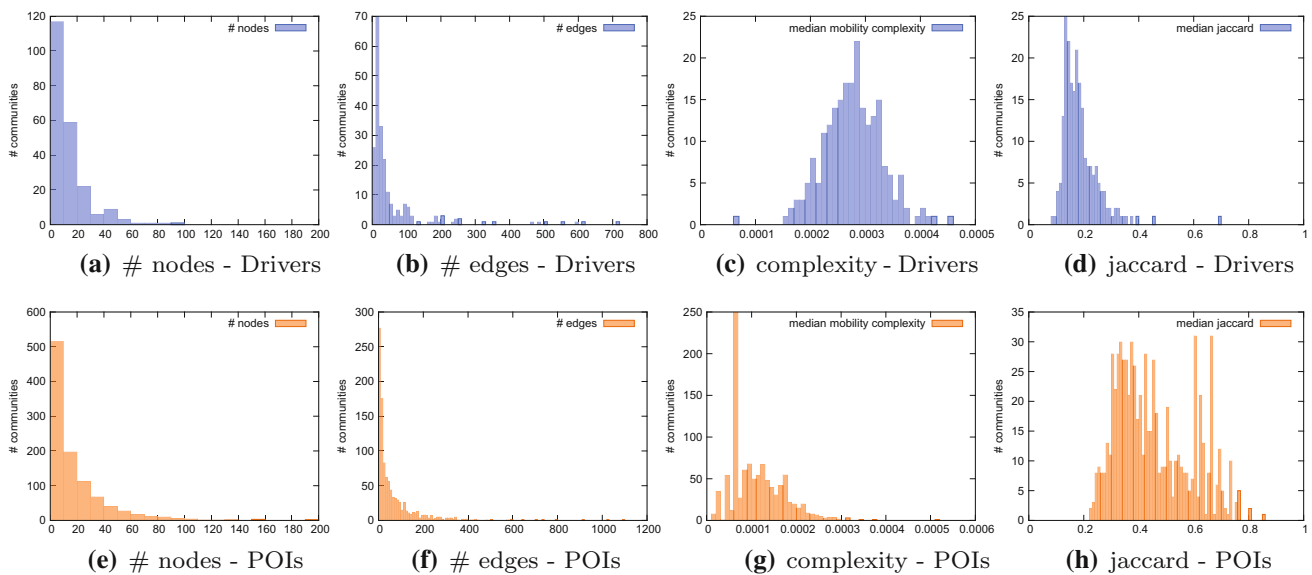 120
100
80
60
40
20
0
# communities
# nodes
20 40 60 80 100 120 140 160 180 200
(a) # nodes - Drivers
70
60
50
40
30
20
10
0
# communities
# edges
0 100 200 300 400 500 600 700 800
(b) # edges - Drivers
25
20
15
10
5
0
# communities
median mobility complexity
0 0.0001 0.0002 0.0003 0.0004 0.0005
(c) complexity - Drivers
25
20
15
10
5
0
# communities
median jaccard
0 0.2 0.4 0.6 0.8 1
(d) jaccard - Drivers
600
500
400
300
200
100
0
# communities
# nodes
0 20 40 60 80 100 120 140 160 180 200
(e) # nodes - POIs
300
250
200
150
100
50
0
# communities
# edges
0 200 400 600 800 1000 1200
(f) # edges - POIs
250
200
150
100
50
0
# communities
median mobility complexity
0 0.0001 0.0002 0.0003 0.0004 0.0005 0.0006
(g) complexity - POIs
35
30
25
20
15
10
5
0
# communities
median jaccard
0 0.2 0.4 0.6 0.8 1
(h) jaccard - POIs